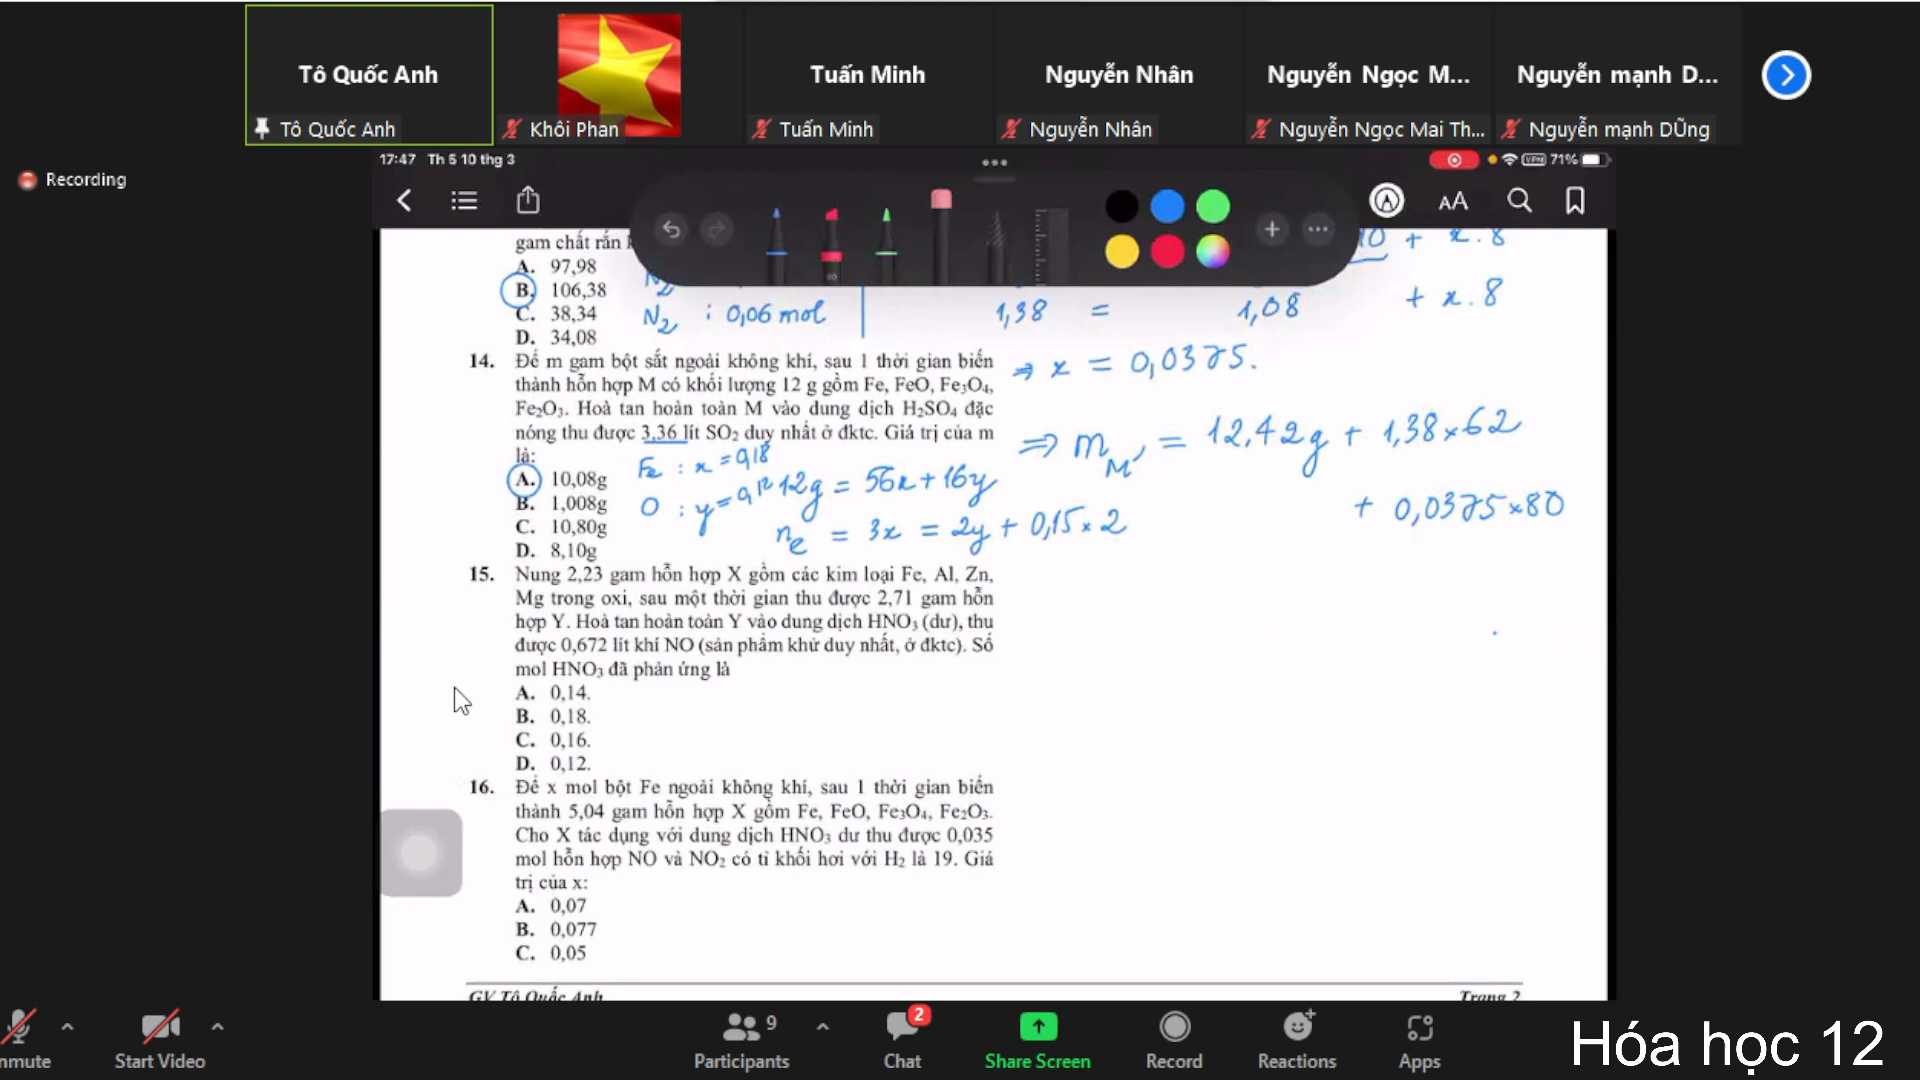 Tô Quốc Anh
Tuấn Minh
Nguyễn Nhân
Nguyễn Ngọc M...
Nguyễn mạnh D...
Tô Quốc Anh
Khôi Phan
Tuấn Minh
Nguyễn Nhân
Nguyễn Ngọc Mai Th...
Nguyễn mạnh DŨng
Recording
17:47 Th 5 10 thg 3
VPN 71%
AA
gam chất rắn
10 + x.8
A. 97,98
B. 106,38
+ x.8
C. 38,34
N2 : 0,06 mol
1,38 = 1,08
D. 34,08
14. Để m gam bột sắt ngoài không khí, sau 1 thời gian biến
thành hỗn hợp M có khối lượng 12 g gồm Fe, FeO, Fe3O4,
Fe2O3. Hoà tan hoàn toàn M vào dung dịch H2SO4 đặc
nóng thu được 3,36 lít SO2 duy nhất ở đktc. Giá trị của m
là:
⇒ x = 0,0375.
⇒ mM' = 12,42g + 1,38×62
+ 0,0375×80
Fe : x = 0,18
O : y = 0,12
12g = 56x + 16y
ne = 3x = 2y + 0,15×2
A. 10,08g
B. 1,008g
C. 10,80g
D. 8,10g
15. Nung 2,23 gam hỗn hợp X gồm các kim loại Fe, Al, Zn,
Mg trong oxi, sau một thời gian thu được 2,71 gam hỗn
hợp Y. Hoà tan hoàn toàn Y vào dung dịch HNO3 (dư), thu
được 0,672 lít khí NO (sản phẩm khử duy nhất, ở đktc). Số
mol HNO3 đã phản ứng là
A. 0,14.
B. 0,18.
C. 0,16.
D. 0,12.
16. Để x mol bột Fe ngoài không khí, sau 1 thời gian biến
thành 5,04 gam hỗn hợp X gồm Fe, FeO, Fe3O4, Fe2O3.
Cho X tác dụng với dung dịch HNO3 dư thu được 0,035
mol hỗn hợp NO và NO2 có tỉ khối hơi với H2 là 19. Giá
trị của x:
A. 0,07
B. 0,077
C. 0,05
GV Tô Quốc Anh
Trang 2
nmute
Start Video
9
Participants
2
Chat
Share Screen
Record
Reactions
Apps
Hóa học 12